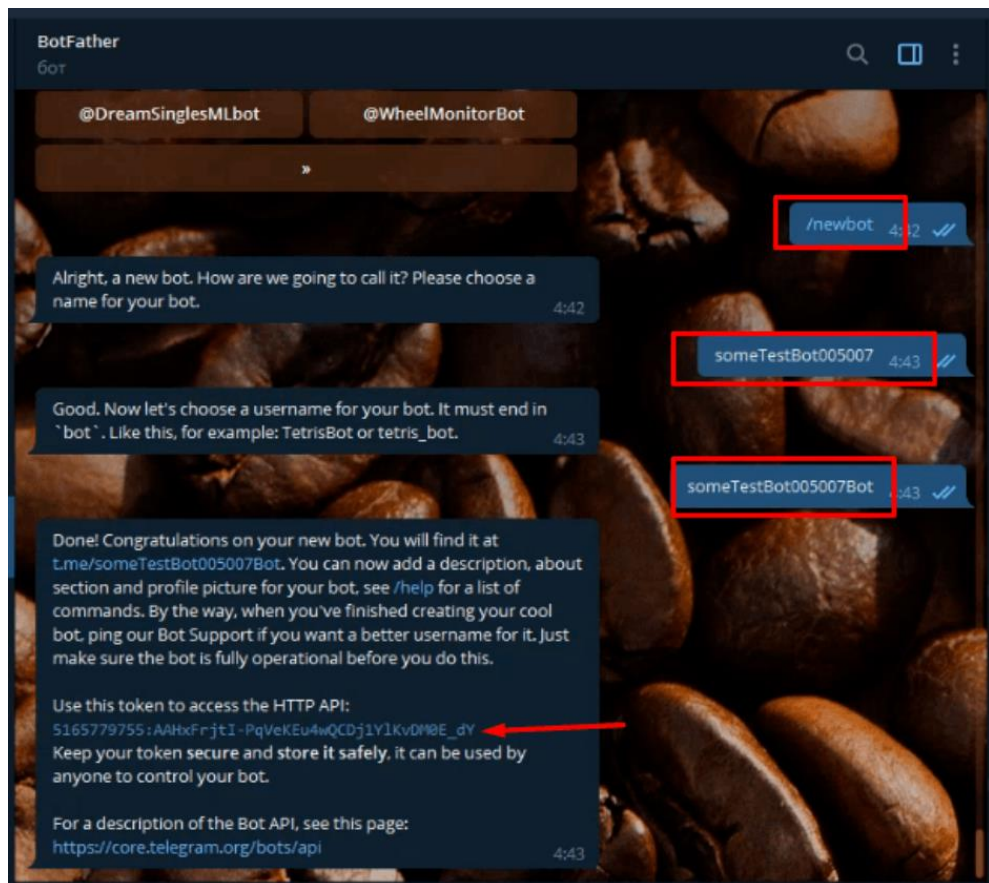 BotFather
бот
@DreamSinglesMLbot
@WheelMonitorBot
»
/newbot 4:42
Alright, a new bot. How are we going to call it? Please choose a
name for your bot.
4:42
someTestBot005007 4:43
Good. Now let's choose a username for your bot. It must end in
`bot`. Like this, for example: TetrisBot or tetris_bot.
4:43
someTestBot005007Bot 4:43
Done! Congratulations on your new bot. You will find it at
t.me/someTestBot005007Bot. You can now add a description, about
section and profile picture for your bot, see /help for a list of
commands. By the way, when you've finished creating your cool
bot, ping our Bot Support if you want a better username for it. Just
make sure the bot is fully operational before you do this.
Use this token to access the HTTP API:
5165779755:AAHxFrjtI-PqVeKEu4wQCDj1YlKvDM0E_dY
Keep your token secure and store it safely, it can be used by
anyone to control your bot.
For a description of the Bot API, see this page:
https://core.telegram.org/bots/api
4:43